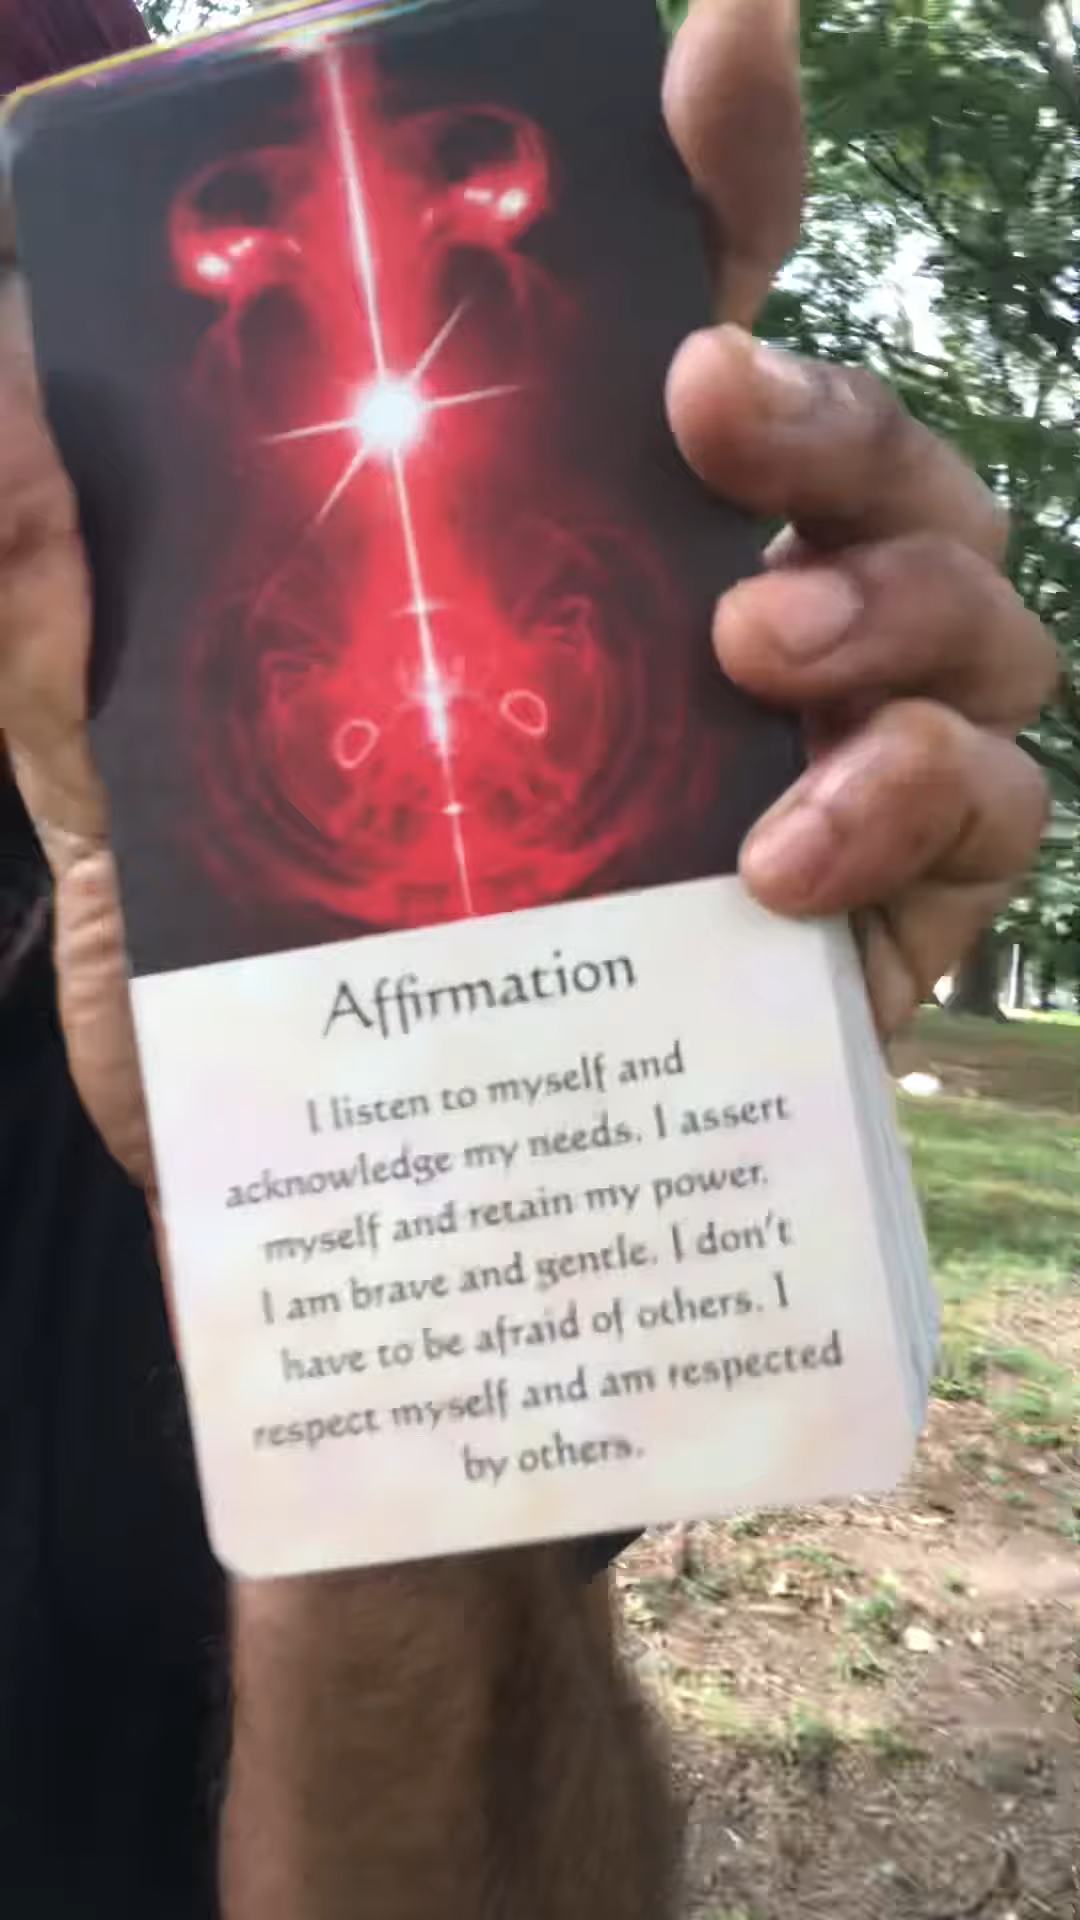 Affirmation
I listen to myself and
acknowledge my needs. I assert
myself and retain my power.
I am brave and gentle. I don't
have to be afraid of others. I
respect myself and am respected
by others.